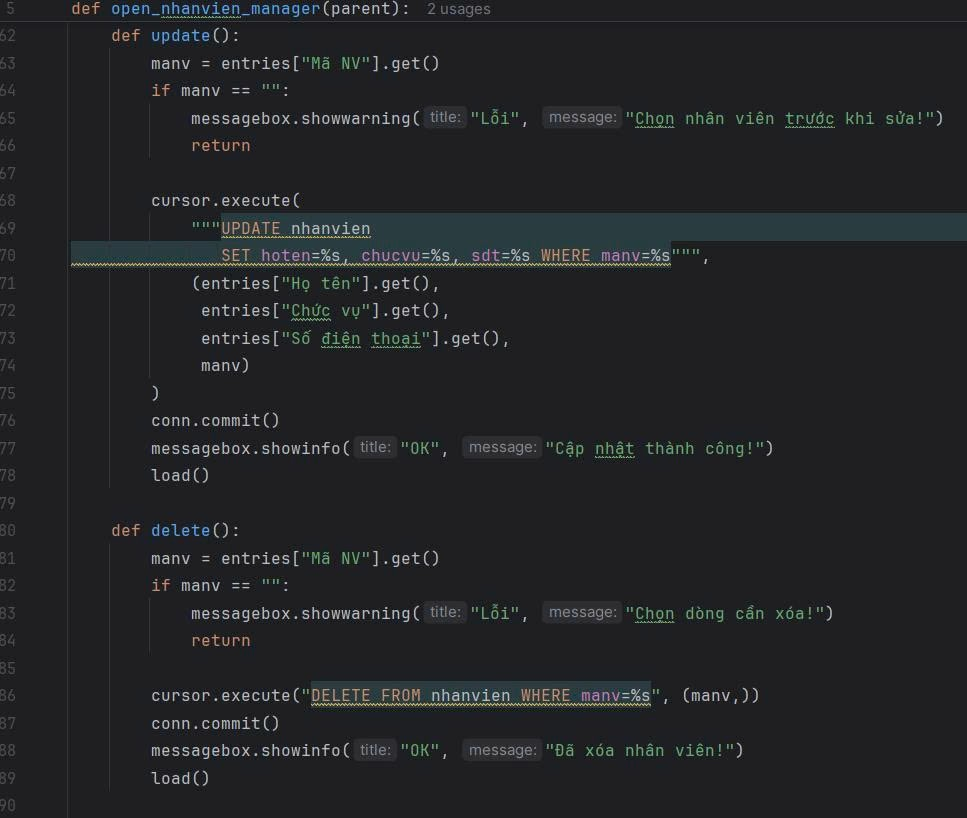 5 def open_nhanvien_manager(parent): 2 usages
62 def update():
63 manv = entries["Mã NV"].get()
64 if manv == "":
65 messagebox.showwarning( title: "Lỗi", message: "Chọn nhân viên trước khi sửa!")
66 return
67
68 cursor.execute(
69 """UPDATE nhanvien
70 SET hoten=%s, chucvu=%s, sdt=%s WHERE manv=%s""",
71 (entries["Họ tên"].get(),
72 entries["Chức vụ"].get(),
73 entries["Số điện thoại"].get(),
74 manv)
75 )
76 conn.commit()
77 messagebox.showinfo( title: "OK", message: "Cập nhật thành công!")
78 load()
79
80 def delete():
81 manv = entries["Mã NV"].get()
82 if manv == "":
83 messagebox.showwarning( title: "Lỗi", message: "Chọn dòng cần xóa!")
84 return
85
86 cursor.execute("DELETE FROM nhanvien WHERE manv=%s", (manv,))
87 conn.commit()
88 messagebox.showinfo( title: "OK", message: "Đã xóa nhân viên!")
89 load()
90